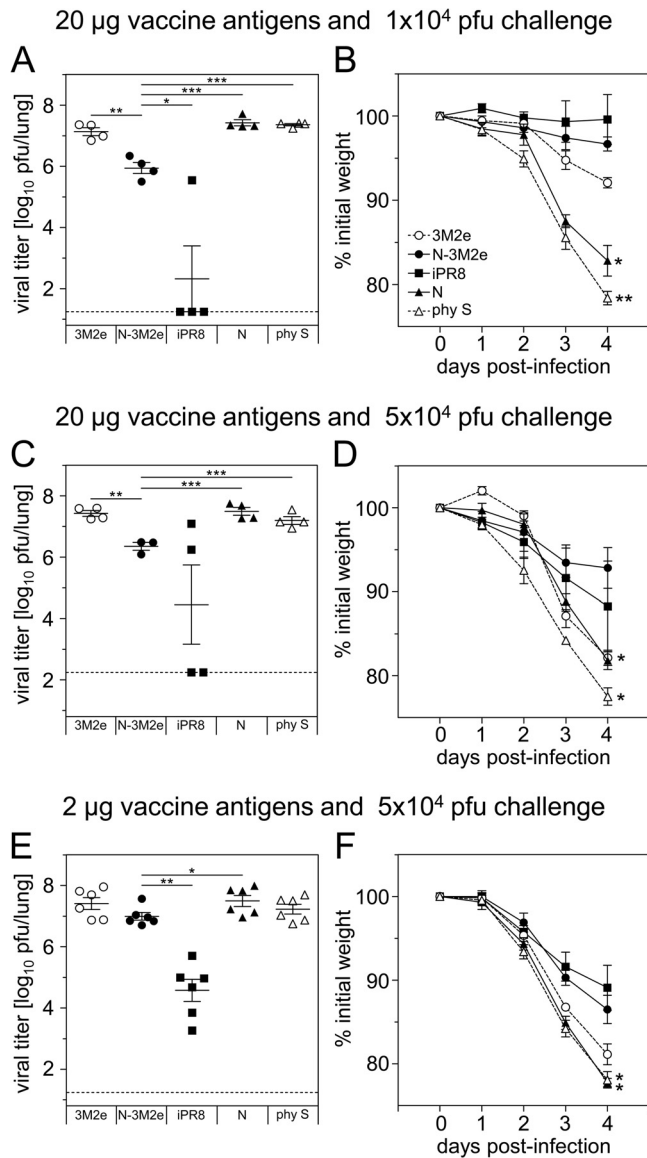 20 µg vaccine antigens and 1x10⁴ pfu challenge
A
B
viral titer [log₁₀ pfu/lung]
8
6
4
2
***
***
**
*
3M2e
N-3M2e
iPR8
N
phy S
% initial weight
100
90
80
3M2e
N-3M2e
iPR8
N
phy S
*
**
0 1 2 3 4
days post-infection
20 µg vaccine antigens and 5x10⁴ pfu challenge
C
D
viral titer [log₁₀ pfu/lung]
8
6
4
2
***
**
***
3M2e
N-3M2e
iPR8
N
phy S
% initial weight
100
90
80
*
*
0 1 2 3 4
days post-infection
2 µg vaccine antigens and 5x10⁴ pfu challenge
E
F
viral titer [log₁₀ pfu/lung]
8
6
4
2
*
**
3M2e
N-3M2e
iPR8
N
phy S
% initial weight
100
90
80
*
*
0 1 2 3 4
days post-infection